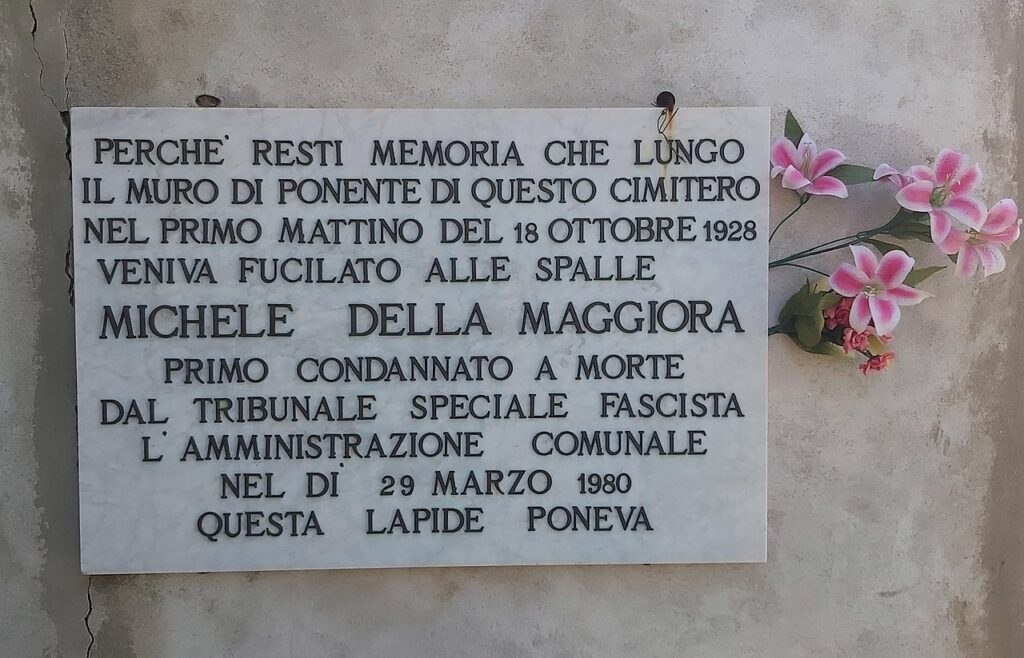 PERCHE' RESTI MEMORIA CHE LUNGO
IL MURO DI PONENTE DI QUESTO CIMITERO
NEL PRIMO MATTINO DEL 18 OTTOBRE 1928
VENIVA FUCILATO ALLE SPALLE
MICHELE DELLA MAGGIORA
PRIMO CONDANNATO A MORTE
DAL TRIBUNALE SPECIALE FASCISTA
L'AMMINISTRAZIONE COMUNALE
NEL DI' 29 MARZO 1980
QUESTA LAPIDE PONEVA